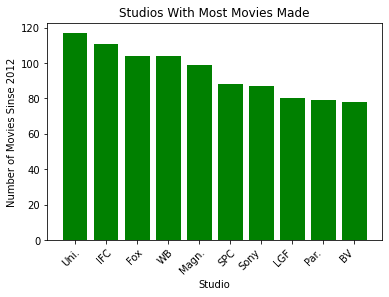 Studios With Most Movies Made
Number of Movies Sinse 2012
120
100
80
60
40
20
0
Uni.
IFC
Fox
WB
Magn.
SPC
Sony
LGF
Par.
BV
Studio